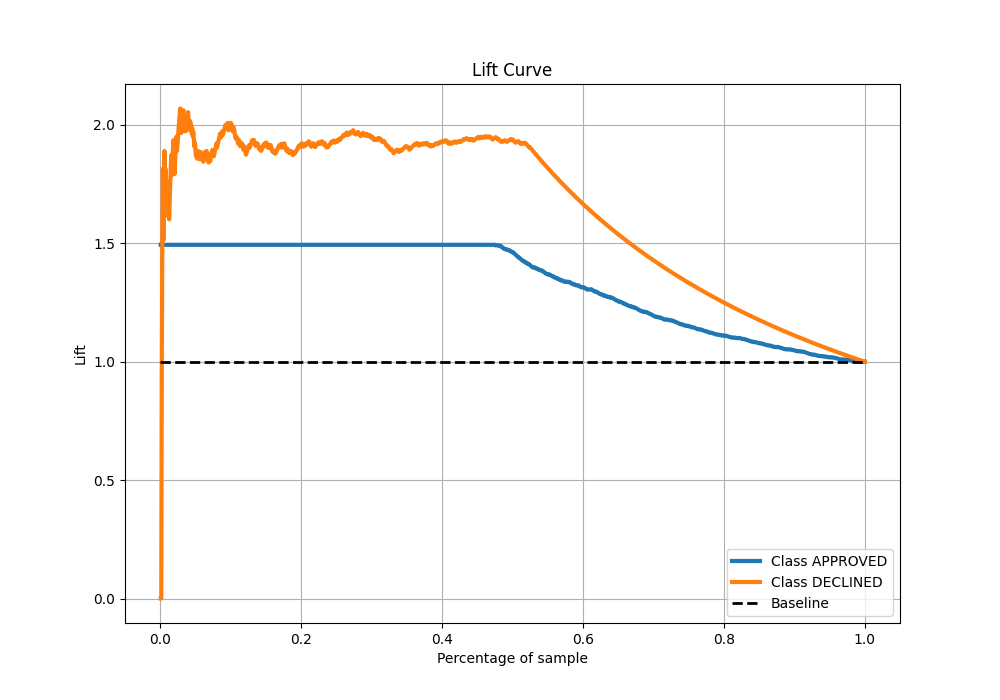 Lift Curve
Lift
2.0
1.5
1.0
0.5
0.0
0.0
0.2
0.4
0.6
0.8
1.0
Percentage of sample
Class APPROVED
Class DECLINED
Baseline